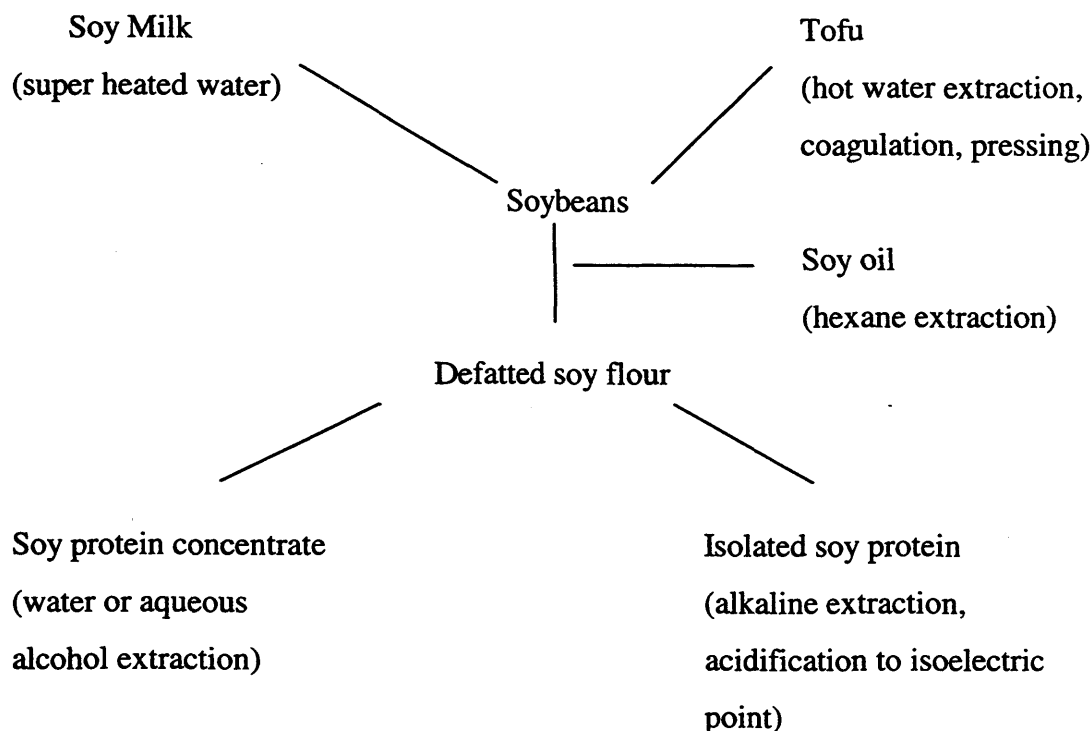 Soy Milk
(super heated water)
Tofu
(hot water extraction,
coagulation, pressing)
Soybeans
Soy oil
(hexane extraction)
Defatted soy flour
Soy protein concentrate
(water or aqueous
alcohol extraction)
Isolated soy protein
(alkaline extraction,
acidification to isoelectric
point)